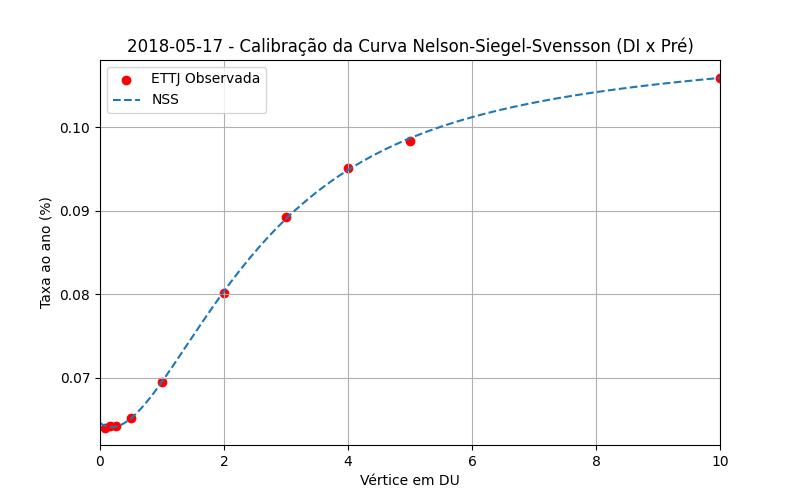 2018-05-17 - Calibração da Curva Nelson-Siegel-Svensson (DI x Pré)
ETTJ Observada
NSS
Taxa ao ano (%)
0.10
0.09
0.08
0.07
0 2 4 6 8 10
Vértice em DU